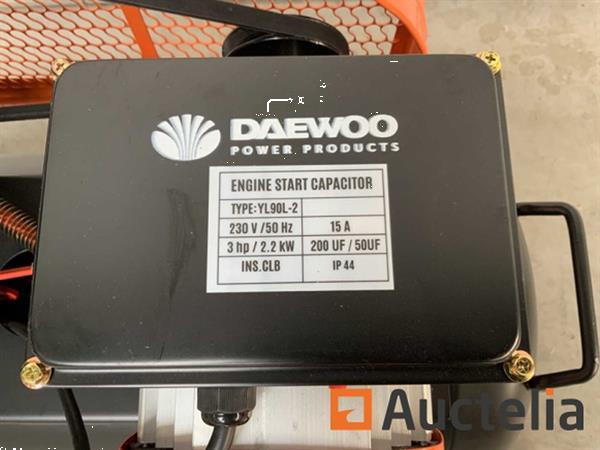 DAEWOO
POWER PRODUCTS
ENGINE START CAPACITOR
TYPE:YL90L-2
230 V /50 Hz 15 A
3 hp / 2.2 kW 200 UF / 50UF
INS.CLB IP 44
Auctelia